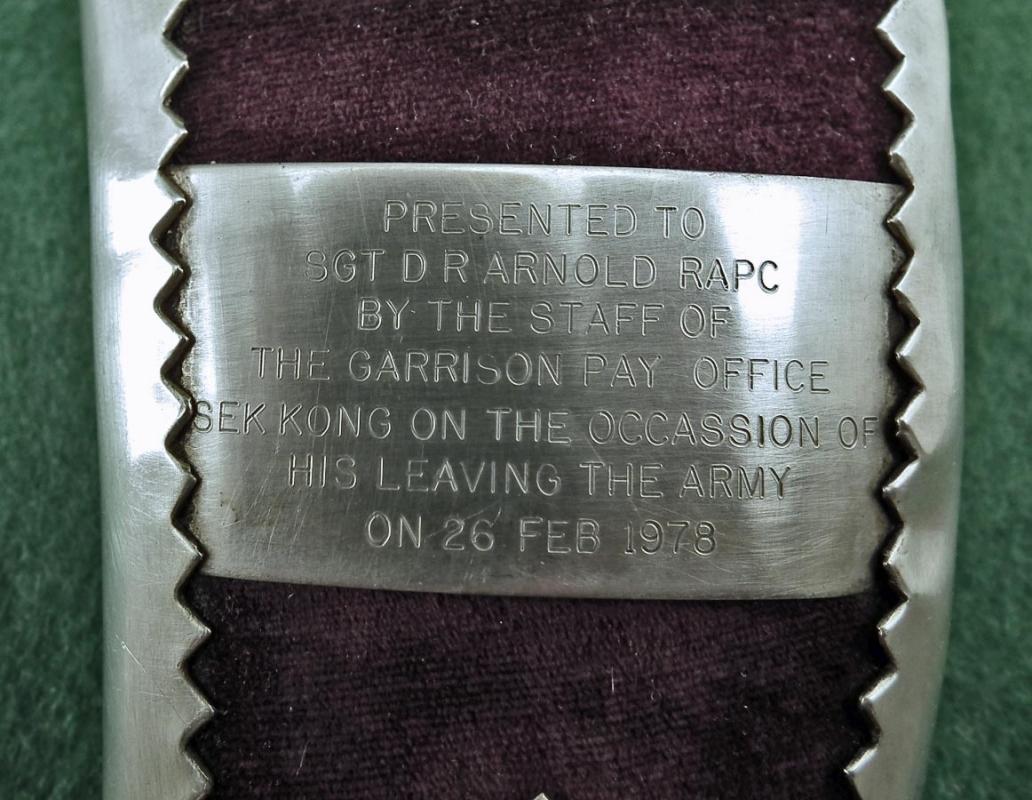 PRESENTED TO
SGT D R ARNOLD RAPC
BY THE STAFF OF
THE GARRISON PAY OFFICE
SEK KONG ON THE OCCASSION OF
HIS LEAVING THE ARMY
ON 26 FEB 1978